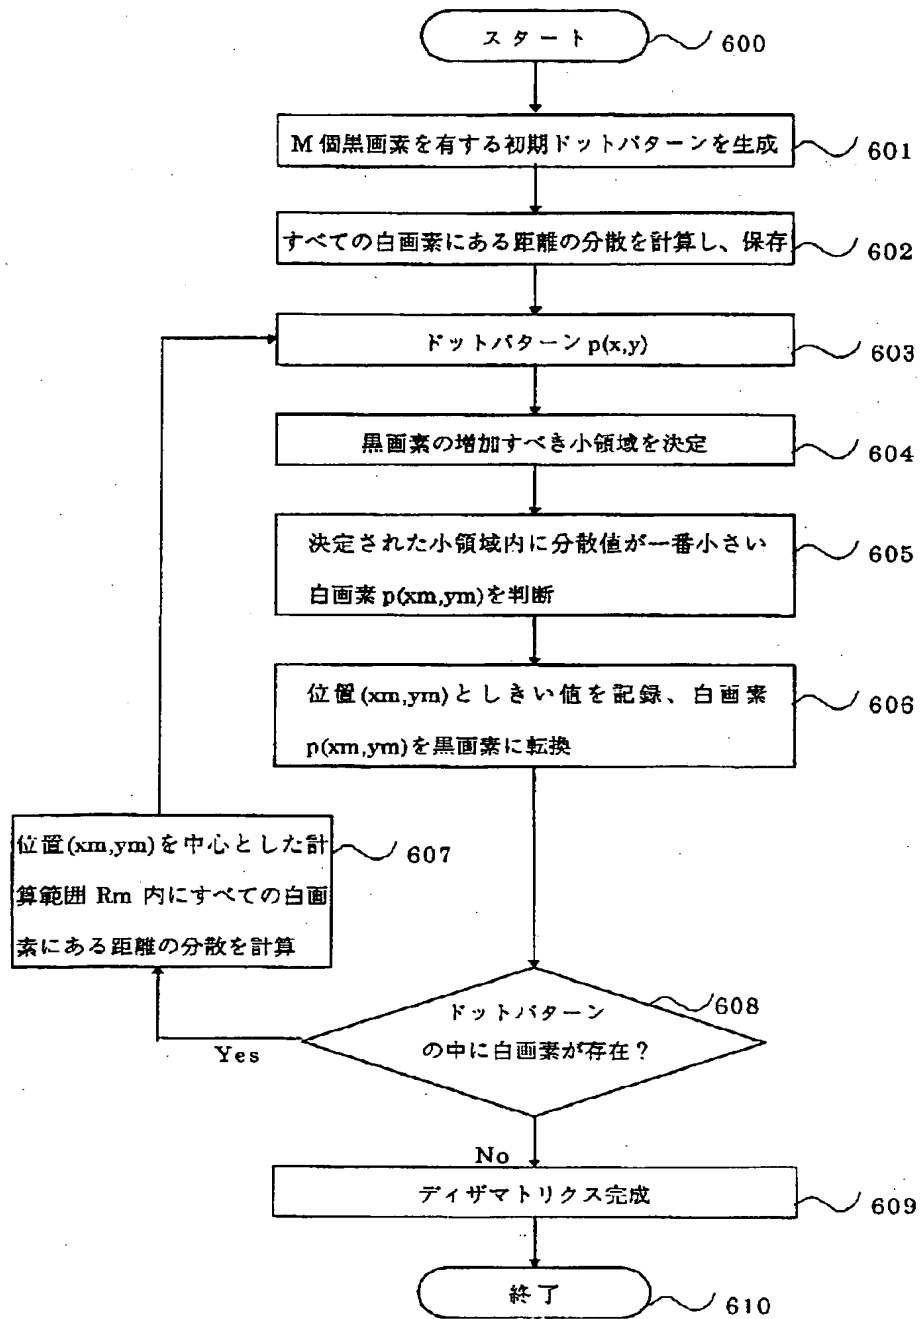 スタート
600
M個黒画素を有する初期ドットパターンを生成
601
すべての白画素にある距離の分散を計算し、保存
602
ドットパターン p(x,y)
603
黒画素の増加すべき小領域を決定
604
決定された小領域内に分散値が一番小さい
白画素 p(xm,ym)を判断
605
位置(xm,ym)としきい値を記録、白画素
p(xm,ym)を黒画素に転換
606
位置(xm,ym)を中心とした計
算範囲 Rm 内にすべての白画
素にある距離の分散を計算
607
ドットパターン
の中に白画素が存在？
608
Yes
No
ディザマトリクス完成
609
終了
610